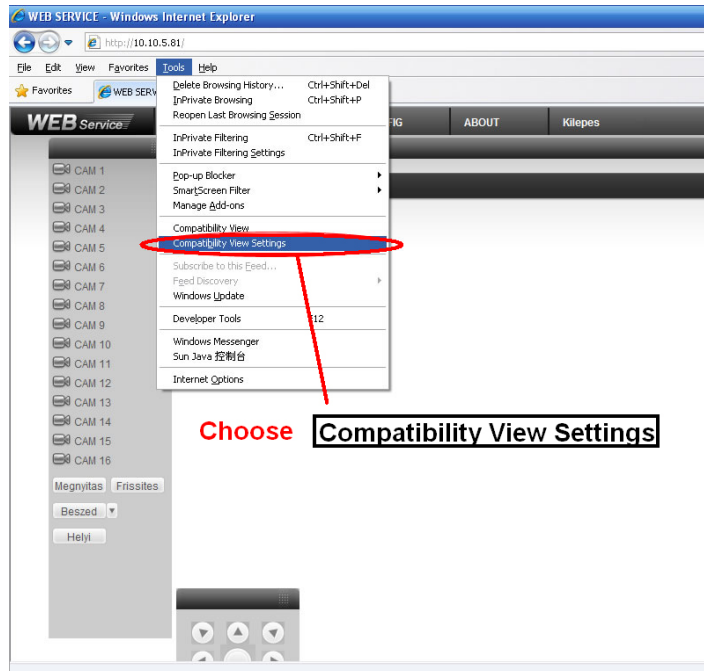 WEB SERVICE - Windows Internet Explorer
http://10.10.5.81/
File Edit View Favorites Tools Help
Favorites WEB SERV
WEB Service
IG ABOUT Kilepes
Delete Browsing History... Ctrl+Shift+Del
InPrivate Browsing Ctrl+Shift+P
Reopen Last Browsing Session
InPrivate Filtering Ctrl+Shift+F
InPrivate Filtering Settings
Pop-up Blocker
SmartScreen Filter
Manage Add-ons
Compatibility View
Compatibility View Settings
Subscribe to this Feed...
Feed Discovery
Windows Update
Developer Tools F12
Windows Messenger
Sun Java 控制台
Internet Options
CAM 1
CAM 2
CAM 3
CAM 4
CAM 5
CAM 6
CAM 7
CAM 8
CAM 9
CAM 10
CAM 11
CAM 12
CAM 13
CAM 14
CAM 15
CAM 16
Megnyitas Frissites
Beszed
Helyi
Choose Compatibility View Settings